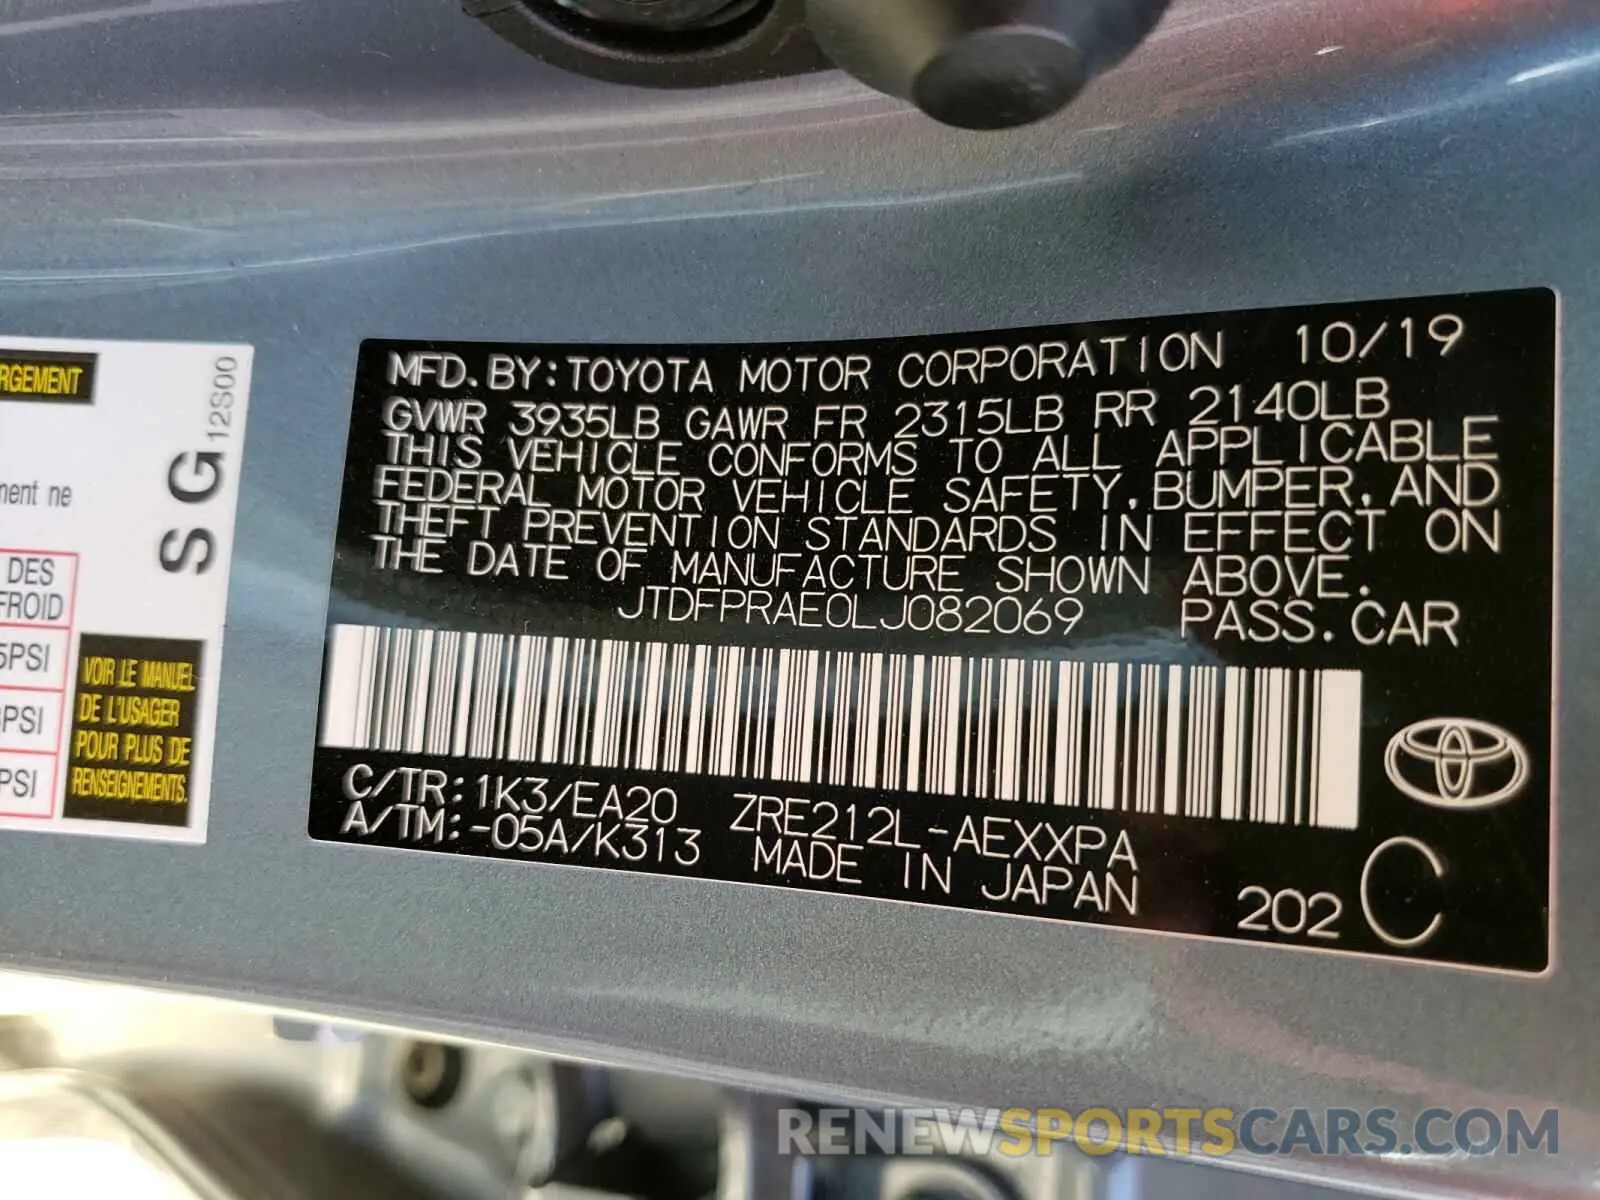 RGEMENT
SG12S00
ment ne
DES
FROID
5PSI
PSI
PSI
VOIR LE MANUEL
DE L'USAGER
POUR PLUS DE
RENSEIGNEMENTS.
MFD. BY: TOYOTA MOTOR CORPORATION 10/19
GVWR 3935LB GAWR FR 2315LB RR 2140LB
THIS VEHICLE CONFORMS TO ALL APPLICABLE
FEDERAL MOTOR VEHICLE SAFETY, BUMPER, AND
THEFT PREVENTION STANDARDS IN EFFECT ON
THE DATE OF MANUFACTURE SHOWN ABOVE.
JTDFPRAE0LJ082069 PASS. CAR
C/TR: 1K3/EA20 ZRE212L-AEXXPA
A/TM: -05A/K313 MADE IN JAPAN
202 C
RENEWSPORTSCARS.COM